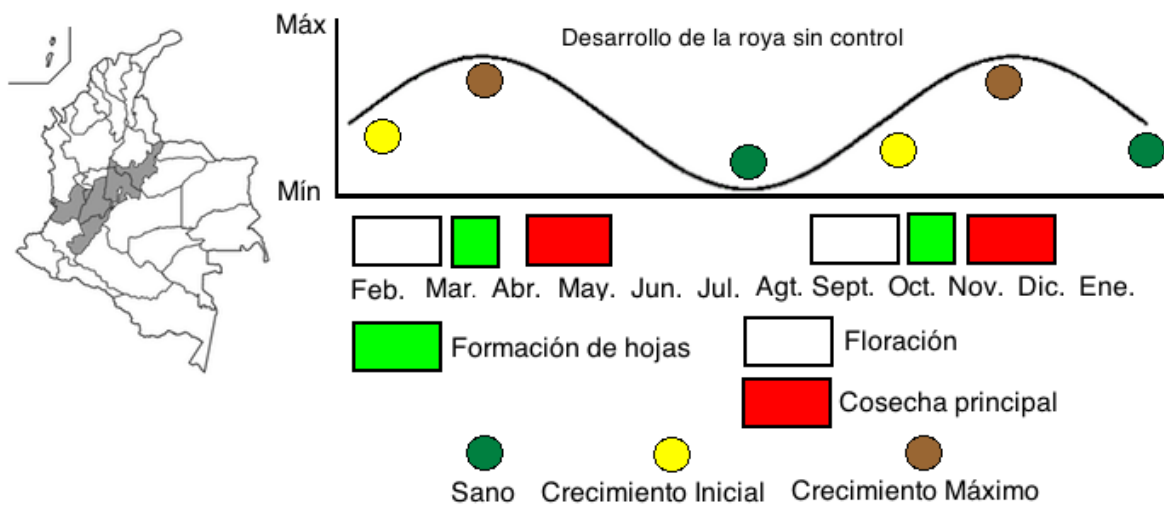 Máx
Desarrollo de la roya sin control
Mín
Feb. Mar. Abr. May. Jun. Jul. Agt. Sept. Oct. Nov. Dic. Ene.
Formación de hojas
Floración
Cosecha principal
Sano Crecimiento Inicial Crecimiento Máximo